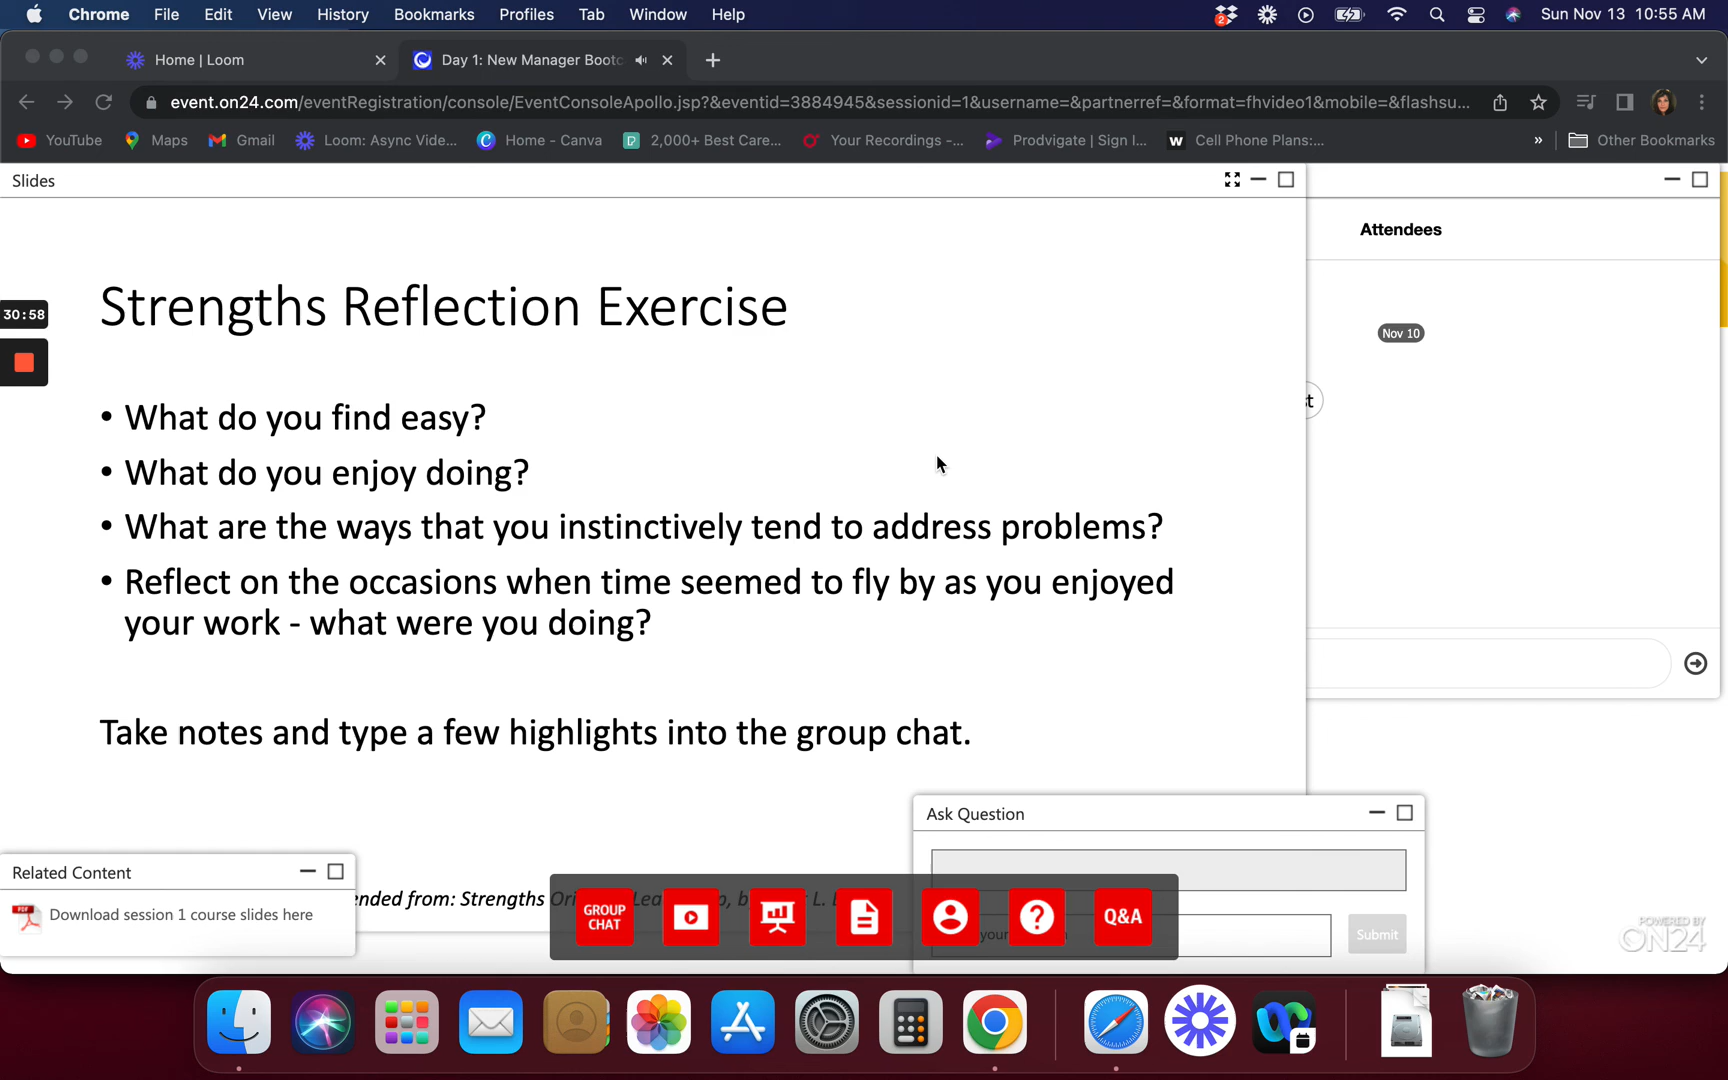 Chrome File Edit View History Bookmarks Profiles Tab Window Help
2
Sun Nov 13 10:55 AM
Home | Loom
Day 1: New Manager Bootc
event.on24.com/eventRegistration/console/EventConsoleApollo.jsp?&eventid=3884945&sessionid=1&username=&partnerref=&format=fhvideo1&mobile=&flashsu...
YouTube Maps Gmail Loom: Async Vide... Home - Canva 2,000+ Best Care... Your Recordings -... Prodvigate | Sign I... W Cell Phone Plans:... » Other Bookmarks
Slides
Attendees
Strengths Reflection Exercise
30:58
Nov 10
• What do you find easy?
• What do you enjoy doing?
• What are the ways that you instinctively tend to address problems?
• Reflect on the occasions when time seemed to fly by as you enjoyed
your work - what were you doing?
Take notes and type a few highlights into the group chat.
Ask Question
Related Content
PDF
Download session 1 course slides here
GROUP
CHAT
Q&A
Submit
POWERED BY
ON24